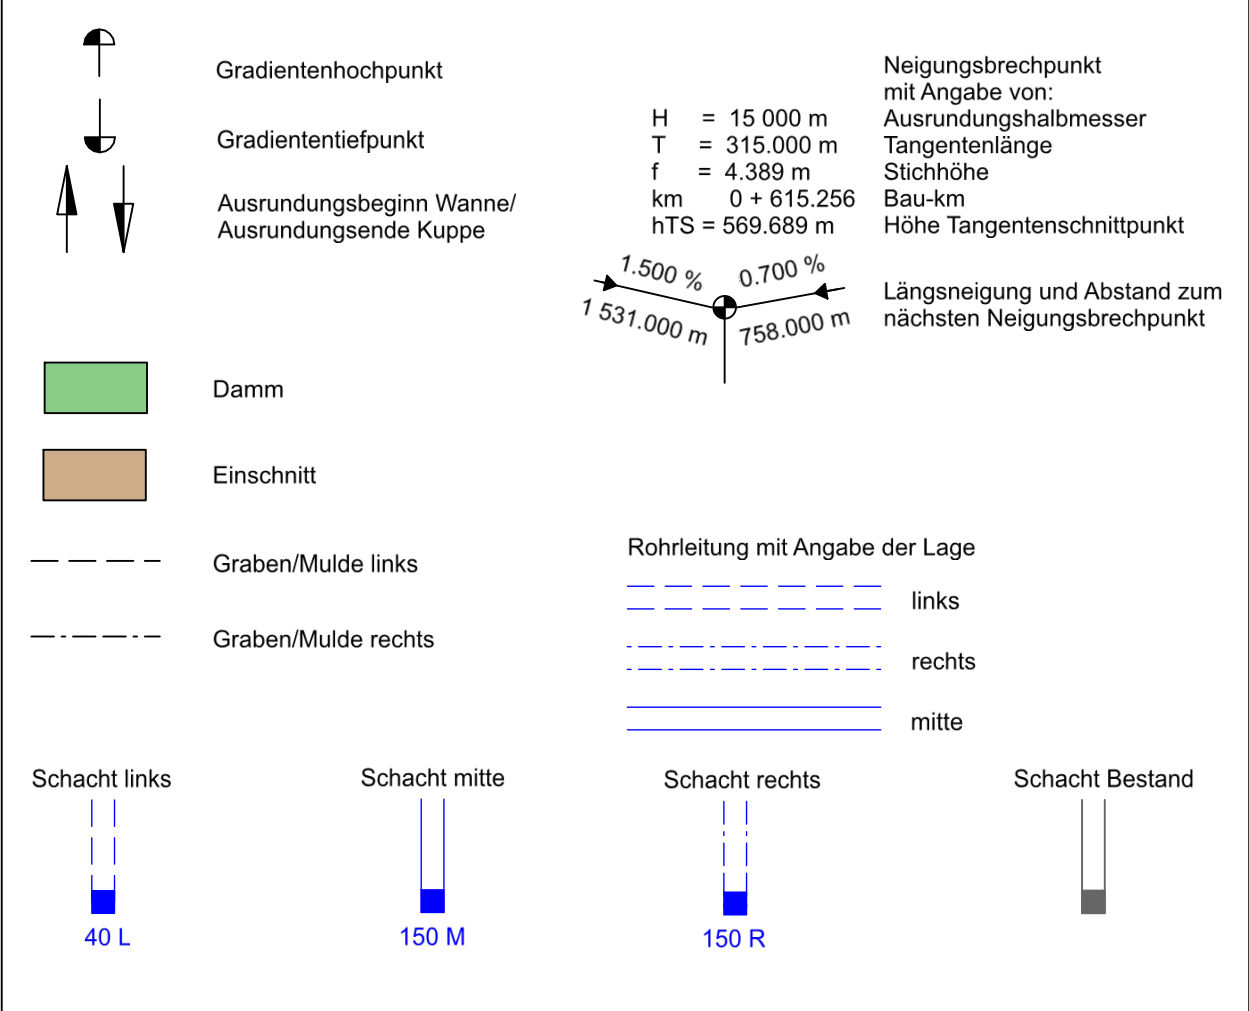 Gradientenhochpunkt
Gradiententiefpunkt
Ausrundungsbeginn Wanne/
Ausrundungsende Kuppe
Neigungsbrechpunkt
mit Angabe von:
H = 15 000 m Ausrundungshalbmesser
T = 315.000 m Tangentenlänge
f = 4.389 m Stichhöhe
km 0 + 615.256 Bau-km
hTS = 569.689 m Höhe Tangentenschnittpunkt
1.500 % 0.700 %
1 531.000 m 758.000 m
Längsneigung und Abstand zum
nächsten Neigungsbrechpunkt
Damm
Einschnitt
Graben/Mulde links
Graben/Mulde rechts
Rohrleitung mit Angabe der Lage
links
rechts
mitte
Schacht links Schacht mitte Schacht rechts Schacht Bestand
40 L 150 M 150 R